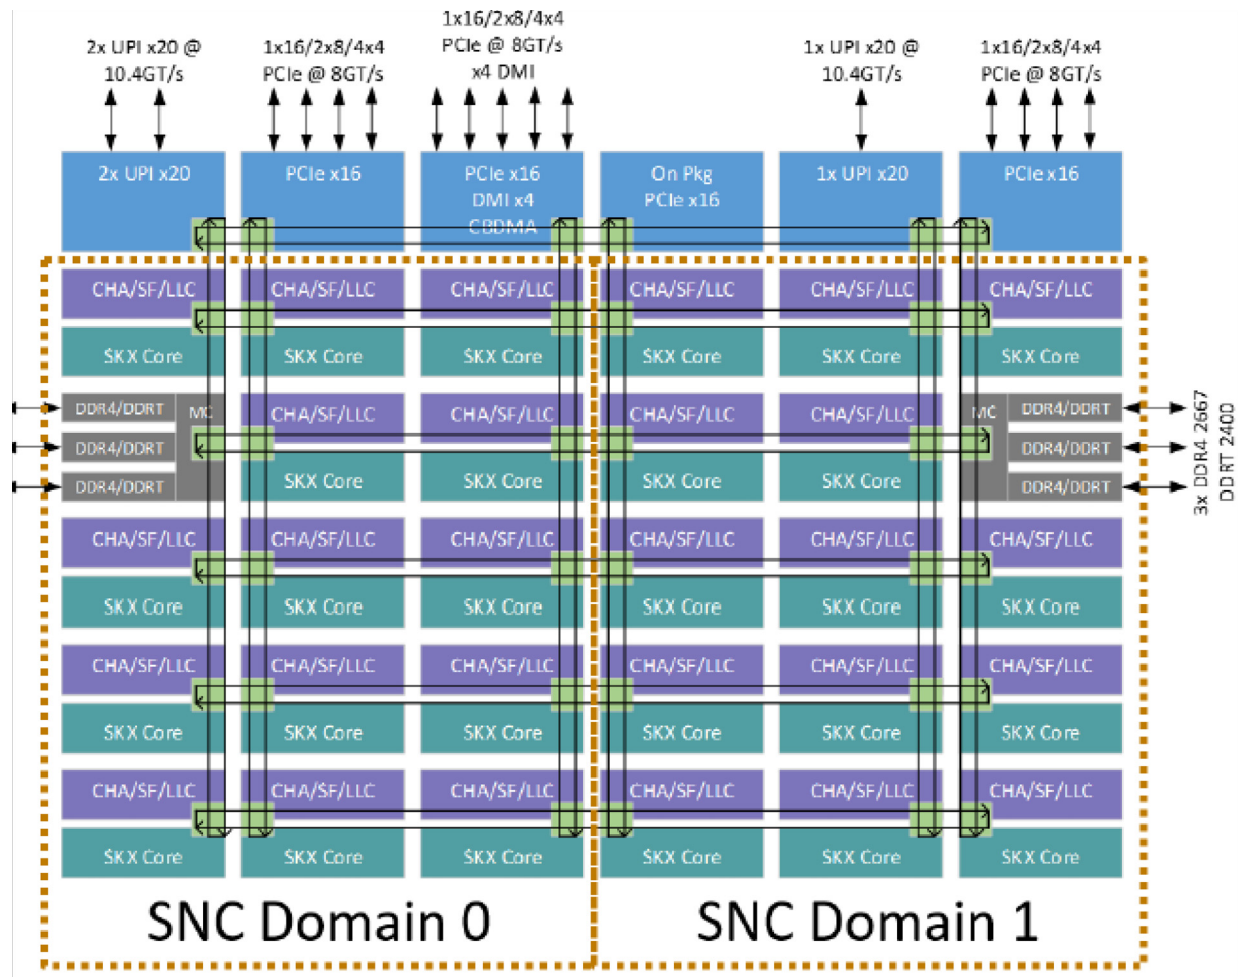 2x UPI x20 @
10.4GT/s
1x16/2x8/4x4
PCIe @ 8GT/s
1x16/2x8/4x4
PCIe @ 8GT/s
x4 DMI
1x UPI x20 @
10.4GT/s
1x16/2x8/4x4
PCIe @ 8GT/s
2x UPI x20
PCIe x16
PCIe x16
DMI x4
CBDMA
On Pkg
PCIe x16
1x UPI x20
PCIe x16
CHA/SF/LLC
CHA/SF/LLC
CHA/SF/LLC
CHA/SF/LLC
CHA/SF/LLC
CHA/SF/LLC
SKX Core
SKX Core
SKX Core
SKX Core
SKX Core
SKX Core
DDR4/DDRT
DDR4/DDRT
DDR4/DDRT
MC
CHA/SF/LLC
CHA/SF/LLC
CHA/SF/LLC
CHA/SF/LLC
SKX Core
SKX Core
SKX Core
SKX Core
MC
DDR4/DDRT
DDR4/DDRT
DDR4/DDRT
3x DDR4 2667
DDRT 2400
CHA/SF/LLC
CHA/SF/LLC
CHA/SF/LLC
CHA/SF/LLC
CHA/SF/LLC
CHA/SF/LLC
SKX Core
SKX Core
SKX Core
SKX Core
SKX Core
SKX Core
CHA/SF/LLC
CHA/SF/LLC
CHA/SF/LLC
CHA/SF/LLC
CHA/SF/LLC
CHA/SF/LLC
SKX Core
SKX Core
SKX Core
SKX Core
SKX Core
SKX Core
CHA/SF/LLC
CHA/SF/LLC
CHA/SF/LLC
CHA/SF/LLC
CHA/SF/LLC
CHA/SF/LLC
SKX Core
SKX Core
SKX Core
SKX Core
SKX Core
SKX Core
SNC Domain 0
SNC Domain 1